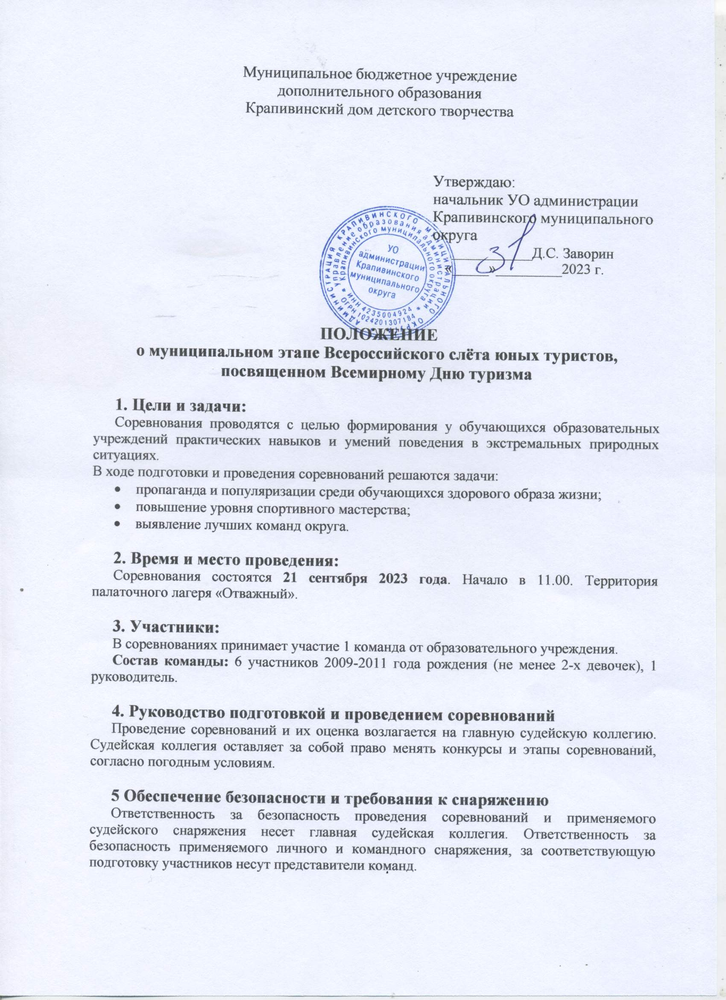 Муниципальное бюджетное учреждение
дополнительного образования
Крапивинский дом детского творчества
Утверждаю:
начальник УО администрации
Крапивинского муниципального
округа
____________Д.С. Заворин
«_____»_________2023 г.
АДМИНИСТРАЦИЯ КРАПИВИНСКОГО МУНИЦИПАЛЬНОГО ОКРУГА
Управление образования администрации
Крапивинского муниципального округа
* ОГРН 1024201307184 *
* ИНН 4235004924 *
УО
администрации
Крапивинского
муниципального
округа
ПОЛОЖЕНИЕ
о муниципальном этапе Всероссийского слёта юных туристов,
посвященном Всемирному Дню туризма
1. Цели и задачи:
Соревнования проводятся с целью формирования у обучающихся образовательных
учреждений практических навыков и умений поведения в экстремальных природных
ситуациях.
В ходе подготовки и проведения соревнований решаются задачи:
• пропаганда и популяризации среди обучающихся здорового образа жизни;
• повышение уровня спортивного мастерства;
• выявление лучших команд округа.
2. Время и место проведения:
Соревнования состоятся 21 сентября 2023 года. Начало в 11.00. Территория
палаточного лагеря «Отважный».
3. Участники:
В соревнованиях принимает участие 1 команда от образовательного учреждения.
Состав команды: 6 участников 2009-2011 года рождения (не менее 2-х девочек), 1
руководитель.
4. Руководство подготовкой и проведением соревнований
Проведение соревнований и их оценка возлагается на главную судейскую коллегию.
Судейская коллегия оставляет за собой право менять конкурсы и этапы соревнований,
согласно погодным условиям.
5 Обеспечение безопасности и требования к снаряжению
Ответственность за безопасность проведения соревнований и применяемого
судейского снаряжения несет главная судейская коллегия. Ответственность за
безопасность применяемого личного и командного снаряжения, за соответствующую
подготовку участников несут представители команд.